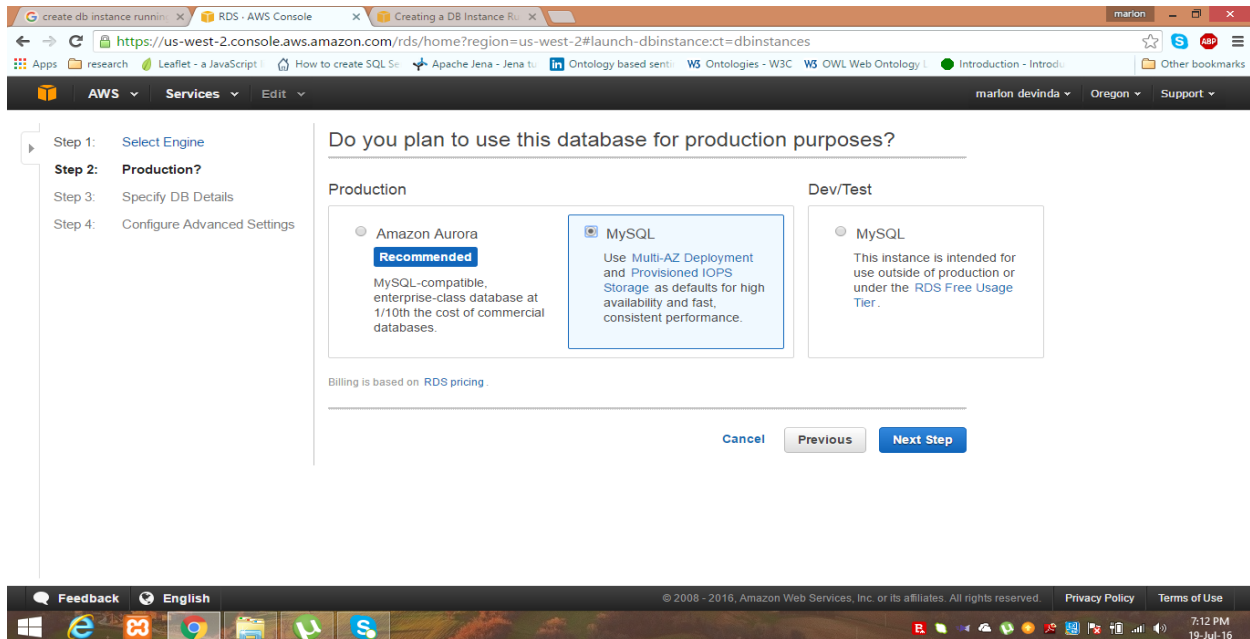 create db instance runnin
RDS · AWS Console
Creating a DB Instance Ru
marlon
https://us-west-2.console.aws.amazon.com/rds/home?region=us-west-2#launch-dbinstance:ct=dbinstances
Apps research Leaflet - a JavaScript How to create SQL Se Apache Jena - Jena tu Ontology based senti W3 Ontologies - W3C W3 OWL Web Ontology L Introduction - Introdu Other bookmarks
AWS Services Edit marlon devinda Oregon Support
Step 1: Select Engine
Step 2: Production?
Step 3: Specify DB Details
Step 4: Configure Advanced Settings
Do you plan to use this database for production purposes?
Production
Amazon Aurora
Recommended
MySQL-compatible,
enterprise-class database at
1/10th the cost of commercial
databases.
MySQL
Use Multi-AZ Deployment
and Provisioned IOPS
Storage as defaults for high
availability and fast,
consistent performance.
Dev/Test
MySQL
This instance is intended for
use outside of production or
under the RDS Free Usage
Tier.
Billing is based on RDS pricing.
Cancel Previous Next Step
Feedback English © 2008 - 2016, Amazon Web Services, Inc. or its affiliates. All rights reserved. Privacy Policy Terms of Use
7:12 PM
19-Jul-16